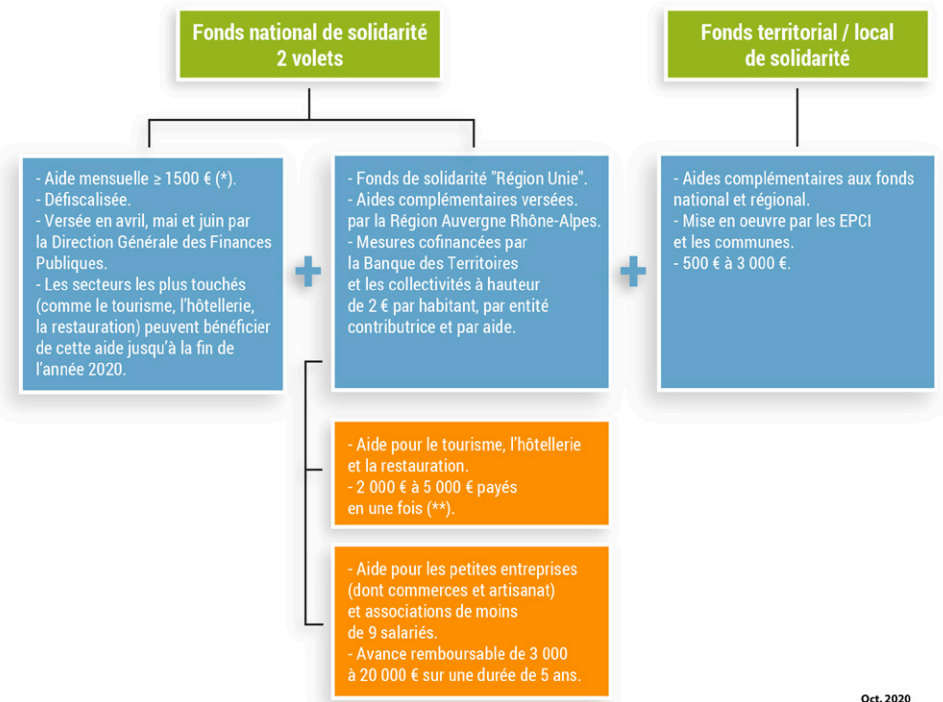 Fonds national de solidarité
2 volets
Fonds territorial / local
de solidarité
- Aide mensuelle ≥ 1500 € (*).
- Défiscalisée.
- Versée en avril, mai et juin par
la Direction Générale des Finances
Publiques.
- Les secteurs les plus touchés
(comme le tourisme, l'hôtellerie,
la restauration) peuvent bénéficier
de cette aide jusqu'à la fin de
l'année 2020.
+
- Fonds de solidarité "Région Unie".
- Aides complémentaires versées.
par la Région Auvergne Rhône-Alpes.
- Mesures cofinancées par
la Banque des Territoires
et les collectivités à hauteur
de 2 € par habitant, par entité
contributrice et par aide.
+
- Aides complémentaires aux fonds
national et régional.
- Mise en oeuvre par les EPCI
et les communes.
- 500 € à 3 000 €.
- Aide pour le tourisme, l'hôtellerie
et la restauration.
- 2 000 € à 5 000 € payés
en une fois (**).
- Aide pour les petites entreprises
(dont commerces et artisanat)
et associations de moins
de 9 salariés.
- Avance remboursable de 3 000
à 20 000 € sur une durée de 5 ans.
Oct. 2020